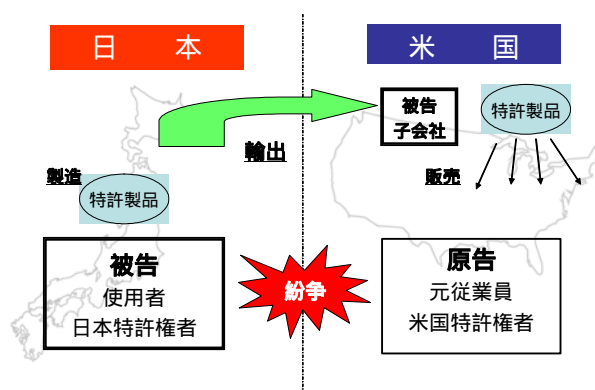 日 本
米 国
被告
子会社
特許製品
輸出
製造
販売
特許製品
被告
使用者
日本特許権者
紛争
原告
元従業員
米国特許権者